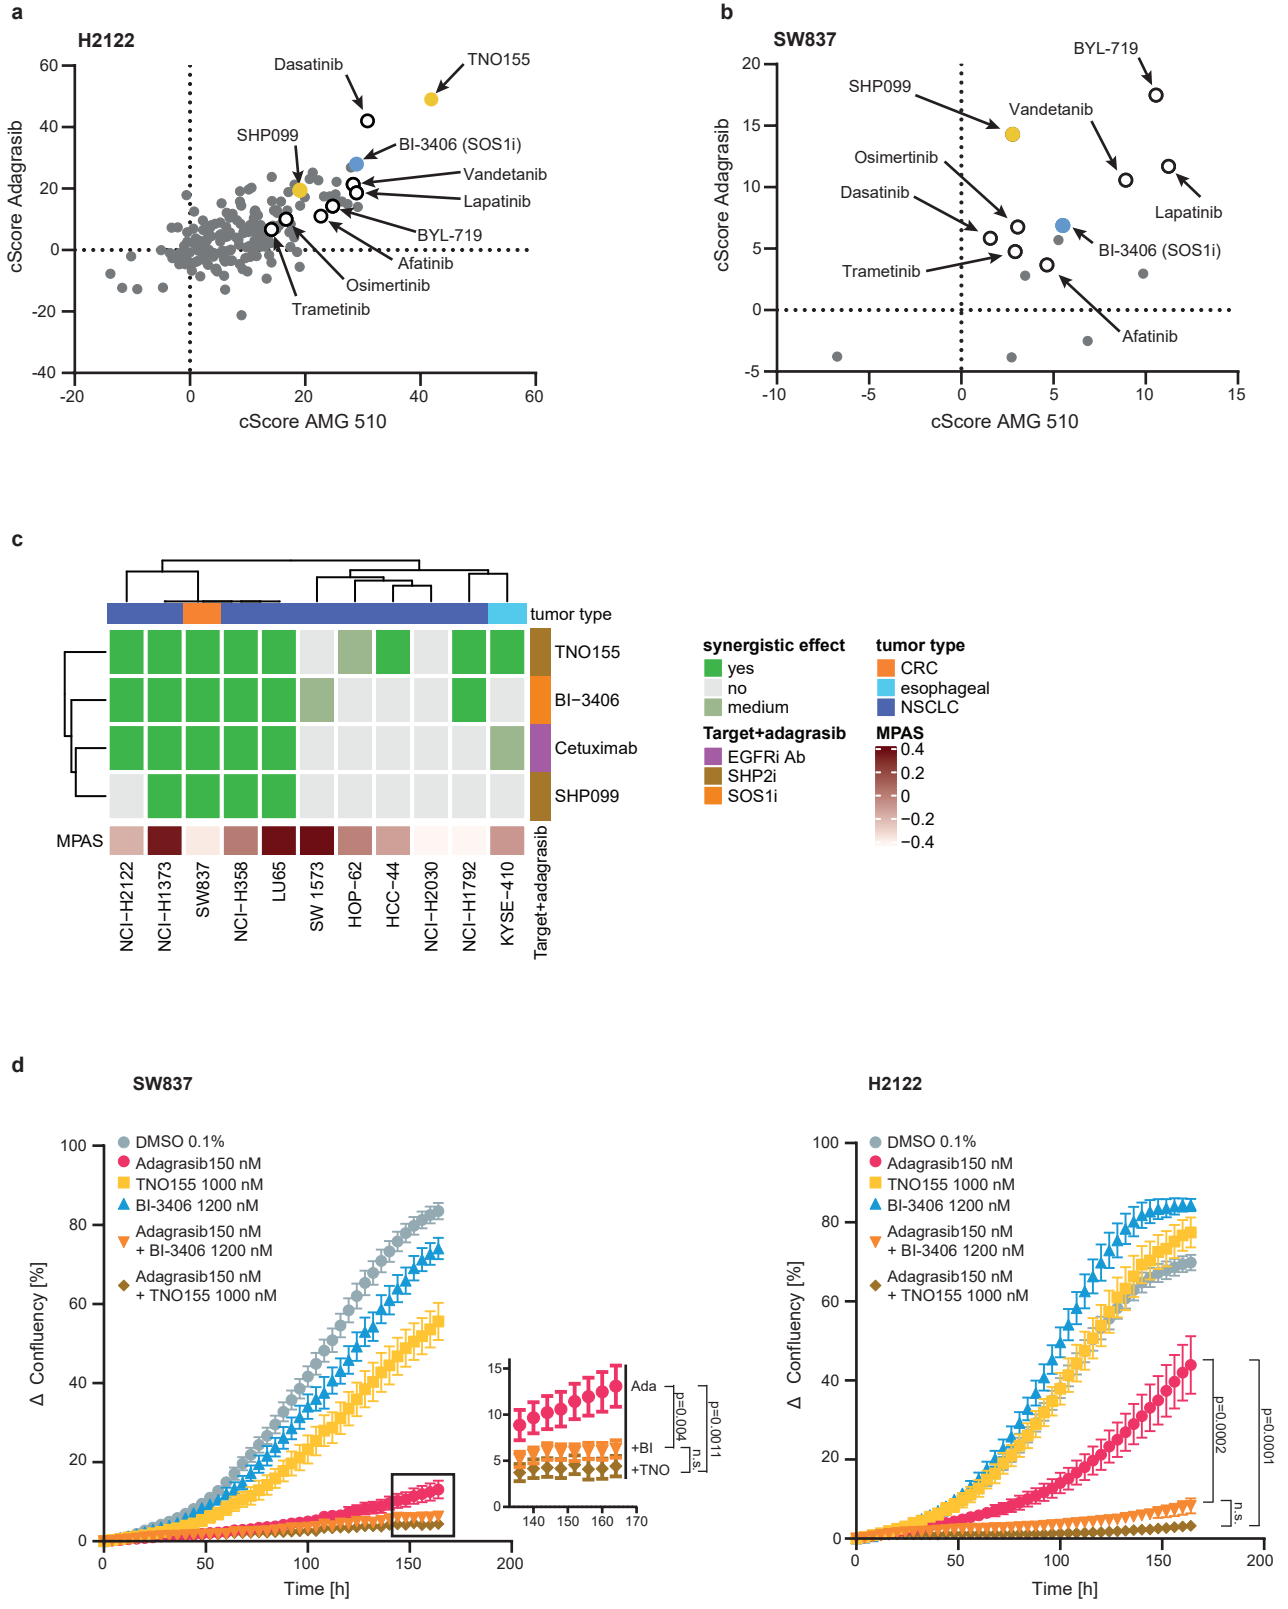 a
H2122
60
40
20
0
-20
-40
-20
0
20
40
60
cScore Adagrasib
cScore AMG 510
Dasatinib
TNO155
SHP099
BI-3406 (SOS1i)
Vandetanib
Lapatinib
BYL-719
Afatinib
Osimertinib
Trametinib
b
SW837
20
15
10
5
0
-5
-10
-5
0
5
10
15
cScore Adagrasib
cScore AMG 510
BYL-719
SHP099
Vandetanib
Osimertinib
Dasatinib
Lapatinib
BI-3406 (SOS1i)
Trametinib
Afatinib
c
tumor type
TNO155
BI−3406
Cetuximab
SHP099
MPAS
NCI−H2122
NCI−H1373
SW837
NCI−H358
LU65
SW 1573
HOP−62
HCC−44
NCI−H2030
NCI−H1792
KYSE−410
Target+adagrasib
synergistic effect
yes
no
medium
Target+adagrasib
EGFRi Ab
SHP2i
SOS1i
tumor type
CRC
esophageal
NSCLC
MPAS
0.4
0.2
0
−0.2
−0.4
d
SW837
100
80
60
40
20
0
0
50
100
150
200
Δ Confluency [%]
Time [h]
DMSO 0.1%
Adagrasib150 nM
TNO155 1000 nM
BI-3406 1200 nM
Adagrasib150 nM
+ BI-3406 1200 nM
Adagrasib150 nM
+ TNO155 1000 nM
15
10
5
0
140
150
160
170
Ada
+BI
+TNO
p=0.004
n.s.
p=0.0011
H2122
100
80
60
40
20
0
0
50
100
150
200
Δ Confluency [%]
Time [h]
DMSO 0.1%
Adagrasib150 nM
TNO155 1000 nM
BI-3406 1200 nM
Adagrasib150 nM
+ BI-3406 1200 nM
Adagrasib150 nM
+ TNO155 1000 nM
p=0.0002
n.s.
p=0.0001